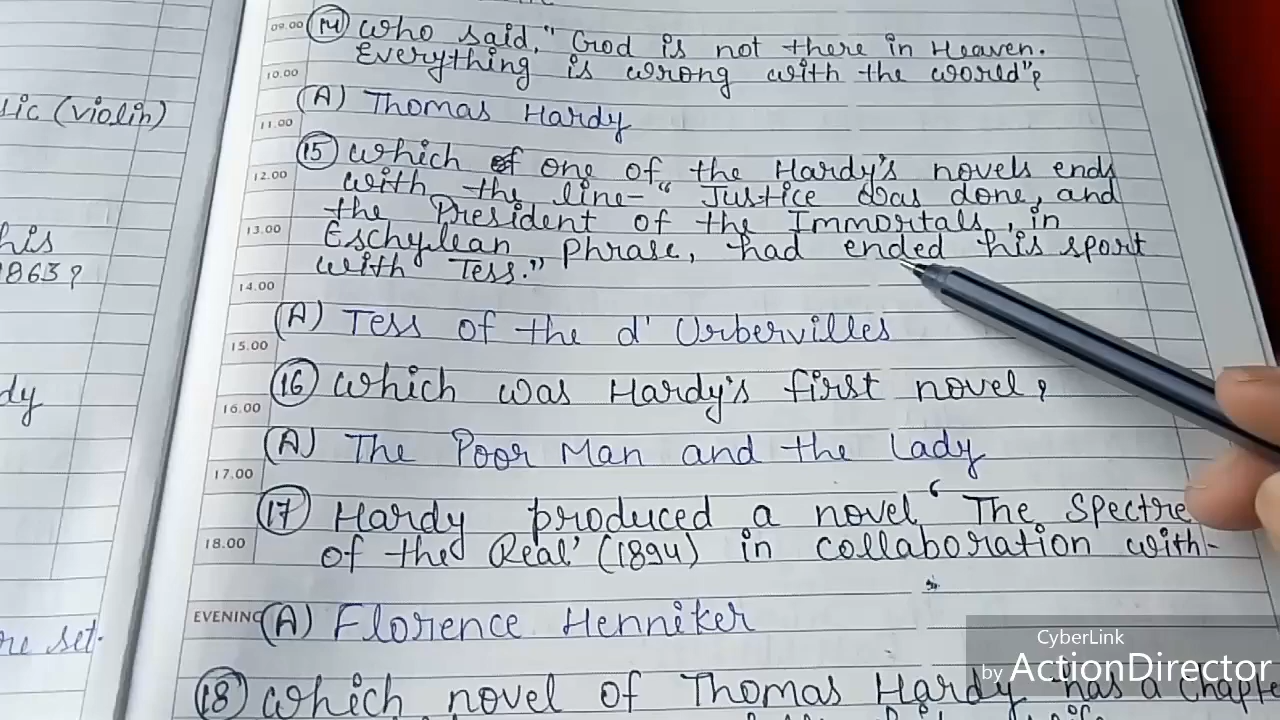 sic (violin)
his
1863?
dy
re set.
09.00 (14) Who said, "God is not there in Heaven.
10.00 Everything is wrong with the world"?
(A) Thomas Hardy
11.00
(15) Which of one of the Hardy's novels ends
12.00 with the line- "Justice was done, and
the President of the Immortals, in
13.00 Eschylean phrase, had ended his sport
with Tess."
14.00
(A) Tess of the d' Urbervilles
15.00
(16) Which was Hardy's first novel?
16.00
(A) The Poor Man and the Lady
17.00
(17) Hardy produced a novel 'The Spectre
18.00 of the Real' (1894) in collaboration with-
EVENING (A) Florence Henniker
(18) Which novel of Thomas Hardy has a Chapte
CyberLink
by ActionDirector